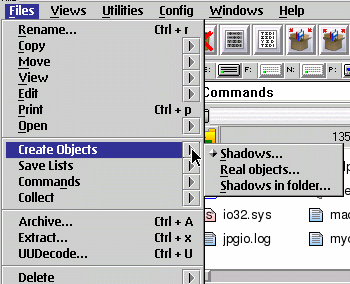 Files Views Utilities Config Windows Help
Rename... Ctrl + r
Copy
Move
View
Edit
Print Ctrl + p
Open
F: N: D: N:
Commands
135
Create Objects
Shadows...
Save Lists
Real objects...
Commands
Shadows in folder...
Collect
io32.sys mac
Archive... Ctrl + A
Extract... Ctrl + x
jpgio.log myc
UUDecode... Ctrl + U
Delete